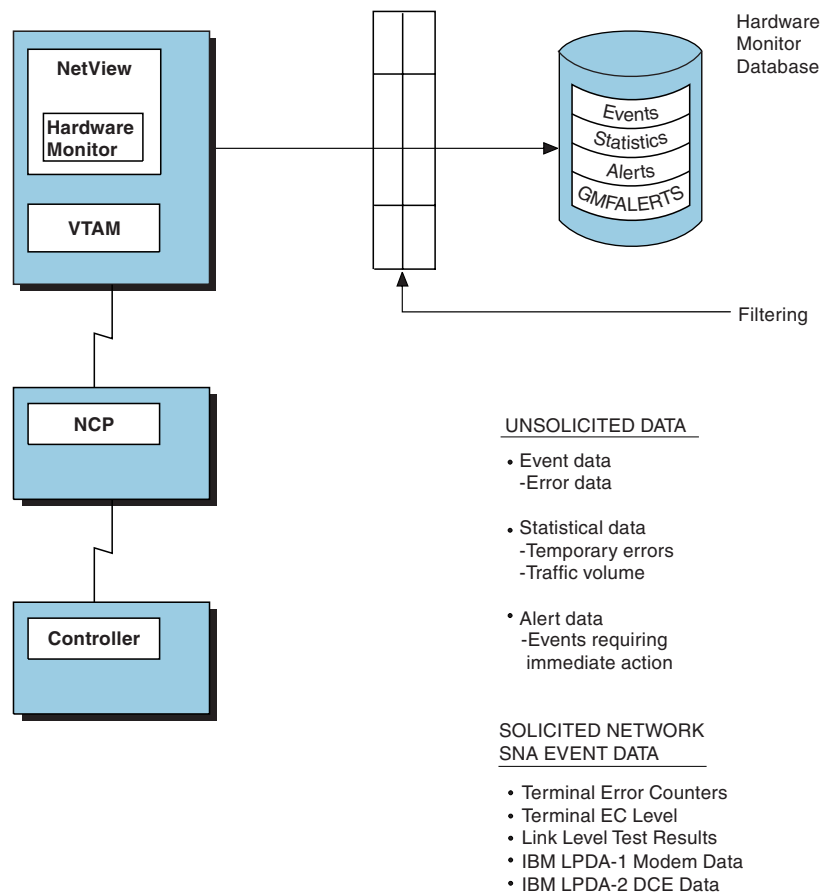 NetView
Hardware
Monitor
VTAM
NCP
Controller
Hardware
Monitor
Database
Events
Statistics
Alerts
GMFALERTS
Filtering
UNSOLICITED DATA
• Event data
-Error data
• Statistical data
-Temporary errors
-Traffic volume
• Alert data
-Events requiring
immediate action
SOLICITED NETWORK
SNA EVENT DATA
• Terminal Error Counters
• Terminal EC Level
• Link Level Test Results
• IBM LPDA-1 Modem Data
• IBM LPDA-2 DCE Data